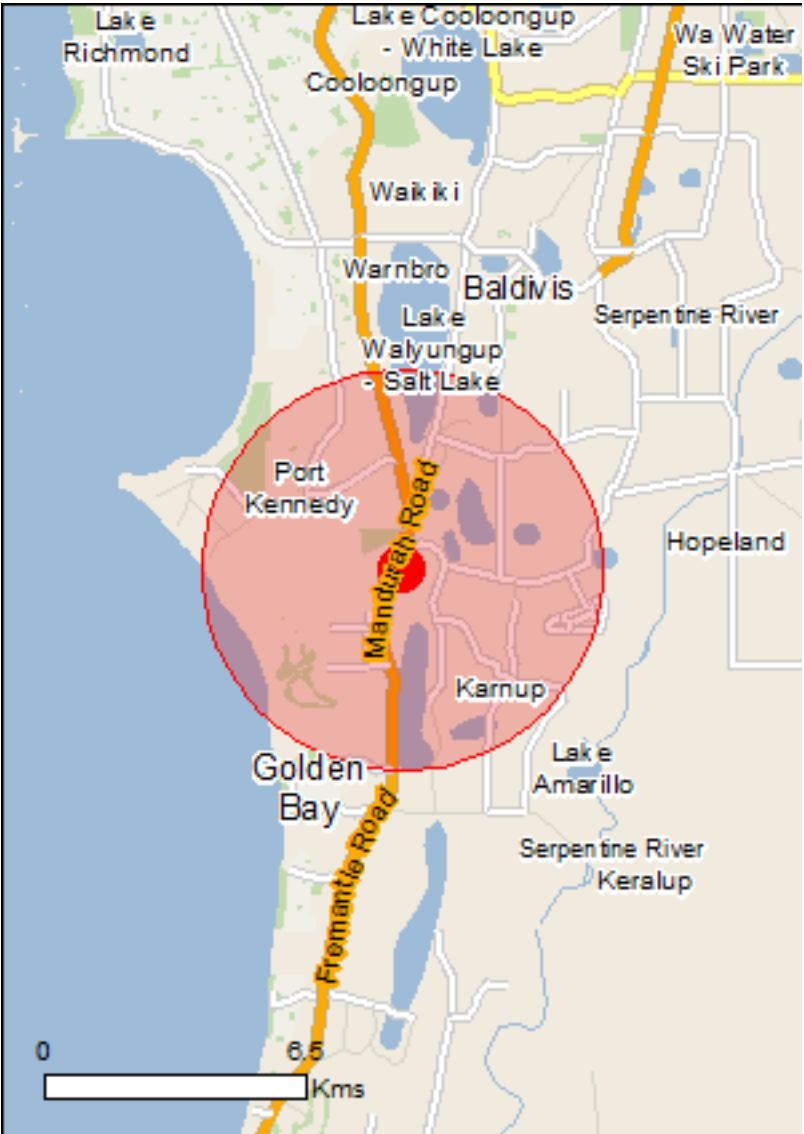 Lake
Richmond
Lake Cooloongup
- White Lake
Wa Water
Ski Park
Cooloongup
Waikiki
Warnbro
Baldivis
Serpentine River
Lake
Walyungup
- Salt Lake
Port
Kennedy
Mandurah Road
Hopeland
Karnup
Golden
Bay
Lake
Amarillo
Fremantle Road
Serpentine River
Keralup
0
6.5
Kms